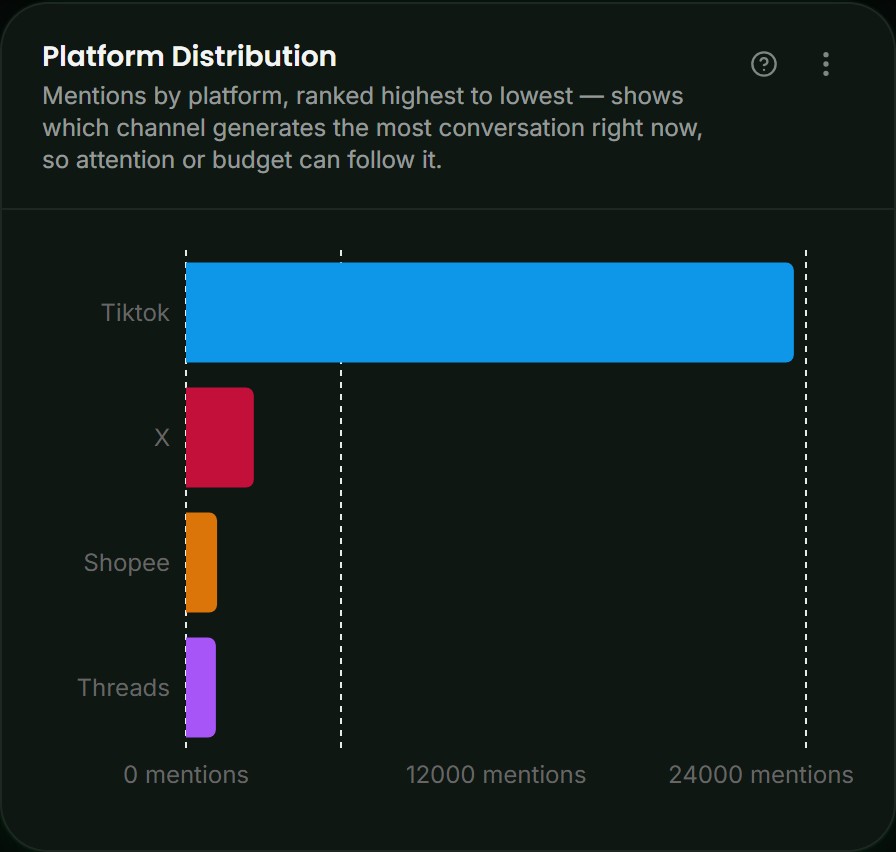 Platform Distribution
Mentions by platform, ranked highest to lowest — shows
which channel generates the most conversation right now,
so attention or budget can follow it.
Tiktok
X
Shopee
Threads
0 mentions
12000 mentions
24000 mentions